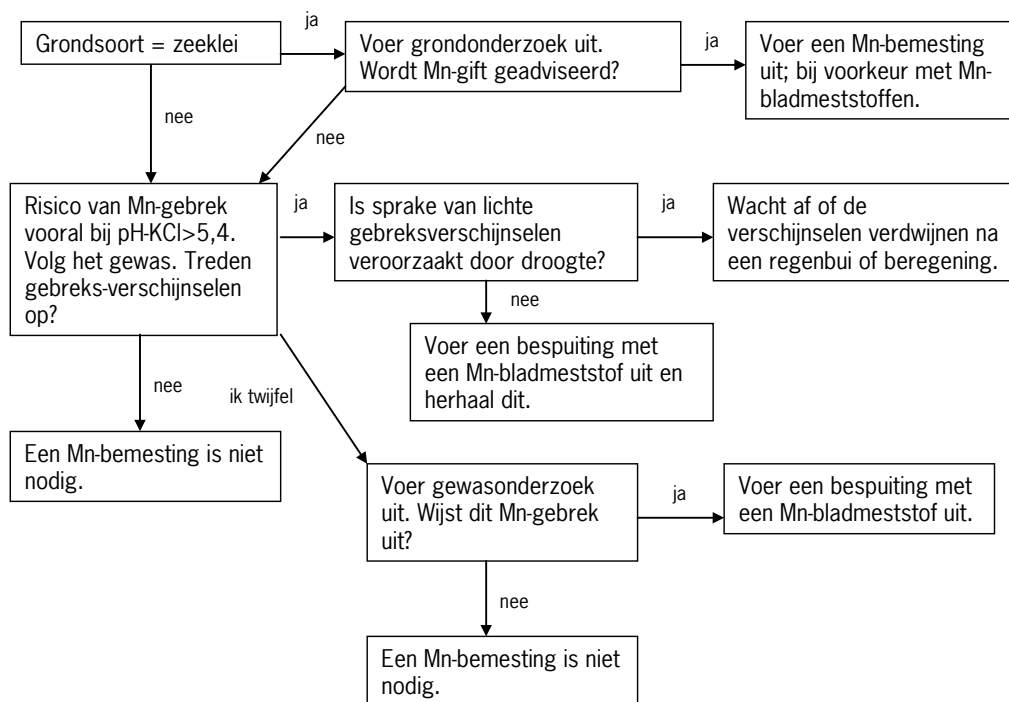 Grondsoort = zeeklei
ja
Voer grondonderzoek uit.
Wordt Mn-gift geadviseerd?
ja
Voer een Mn-bemesting
uit; bij voorkeur met Mn-
bladmeststoffen.
nee
nee
Risico van Mn-gebrek
vooral bij pH-KCl>5,4.
Volg het gewas. Treden
gebreks-verschijnselen
op?
ja
Is sprake van lichte
gebreksverschijnselen
veroorzaakt door droogte?
ja
Wacht af of de
verschijnselen verdwijnen na
een regenbui of beregening.
nee
Voer een bespuiting met
een Mn-bladmeststof uit en
herhaal dit.
nee
ik twijfel
Een Mn-bemesting is niet
nodig.
Voer gewasonderzoek
uit. Wijst dit Mn-gebrek
uit?
ja
Voer een bespuiting met
een Mn-bladmeststof uit.
nee
Een Mn-bemesting is niet
nodig.